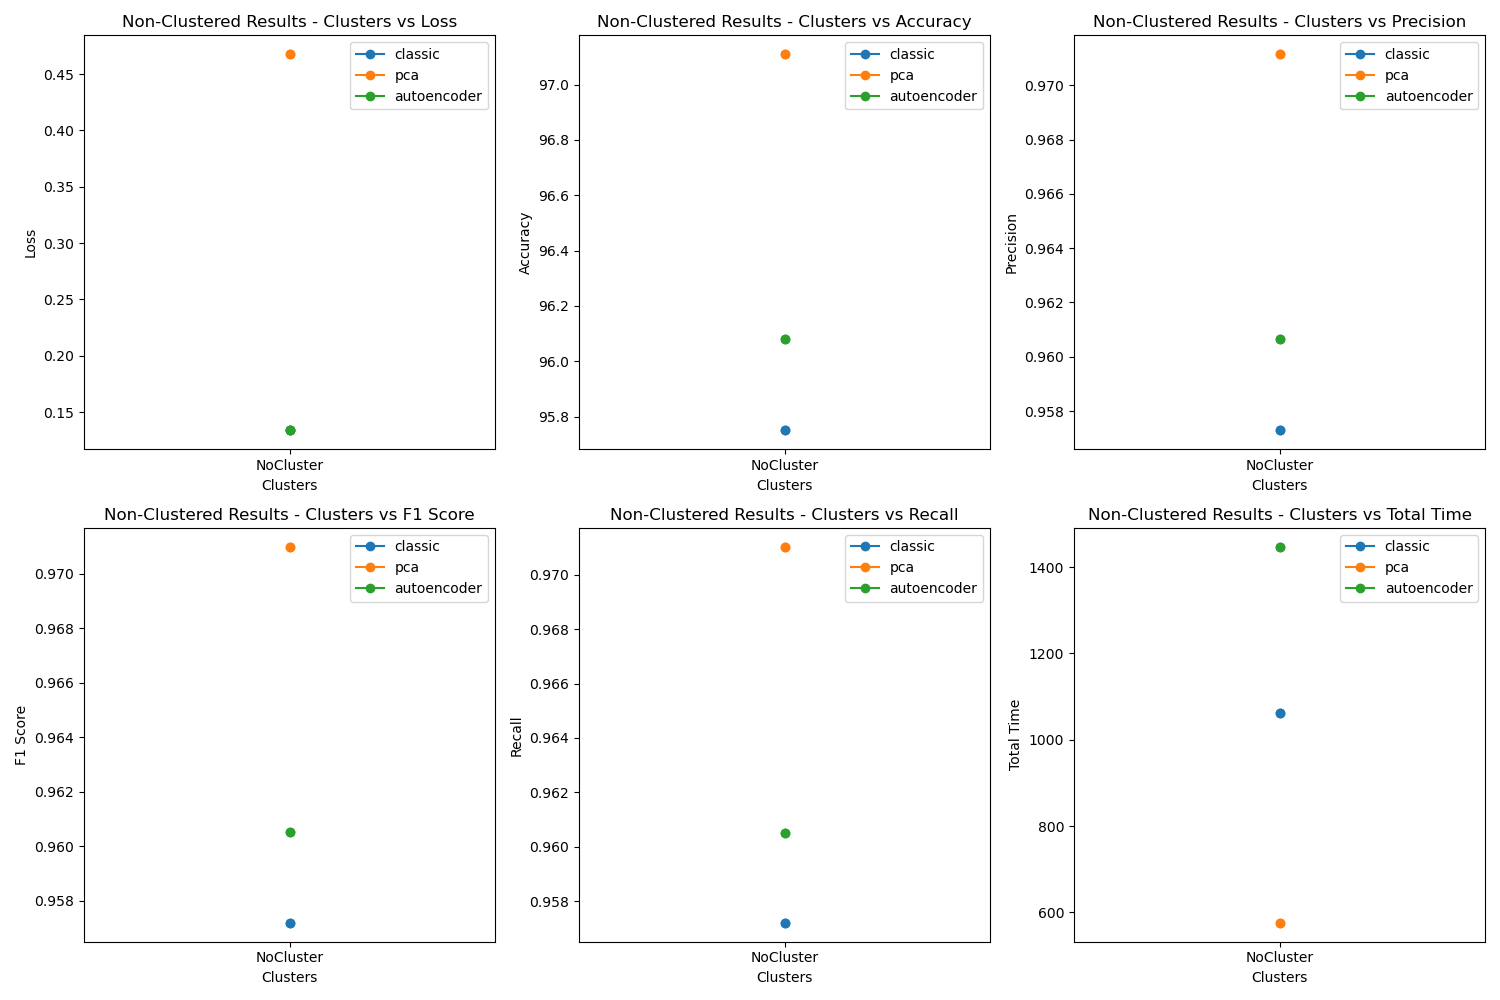 Non-Clustered Results - Clusters vs Loss
classic
pca
autoencoder
0.45
0.40
0.35
0.30
0.25
0.20
0.15
Loss
NoCluster
Clusters
Non-Clustered Results - Clusters vs Accuracy
classic
pca
autoencoder
97.0
96.8
96.6
96.4
96.2
96.0
95.8
Accuracy
NoCluster
Clusters
Non-Clustered Results - Clusters vs Precision
classic
pca
autoencoder
0.970
0.968
0.966
0.964
0.962
0.960
0.958
Precision
NoCluster
Clusters
Non-Clustered Results - Clusters vs F1 Score
classic
pca
autoencoder
0.970
0.968
0.966
0.964
0.962
0.960
0.958
F1 Score
NoCluster
Clusters
Non-Clustered Results - Clusters vs Recall
classic
pca
autoencoder
0.970
0.968
0.966
0.964
0.962
0.960
0.958
Recall
NoCluster
Clusters
Non-Clustered Results - Clusters vs Total Time
classic
pca
autoencoder
1400
1200
1000
800
600
Total Time
NoCluster
Clusters